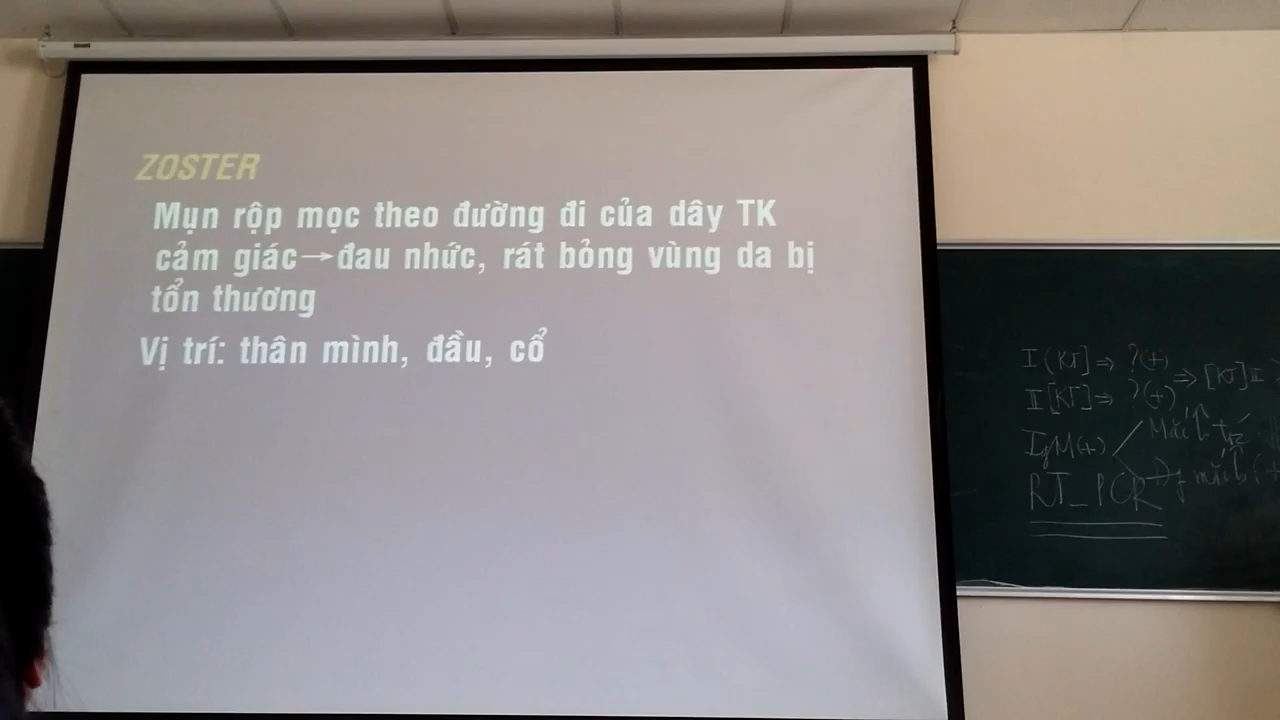 ZOSTER
Mụn rộp mọc theo đường đi của dây TK
cảm giác→đau nhức, rát bỏng vùng da bị
tổn thương
Vị trí: thân mình, đầu, cổ
I [KT] ⇒ ?(+)
II [KT] ⇒ ?(+)
⇒ [KT] II
IgM(+)
RT_PCR